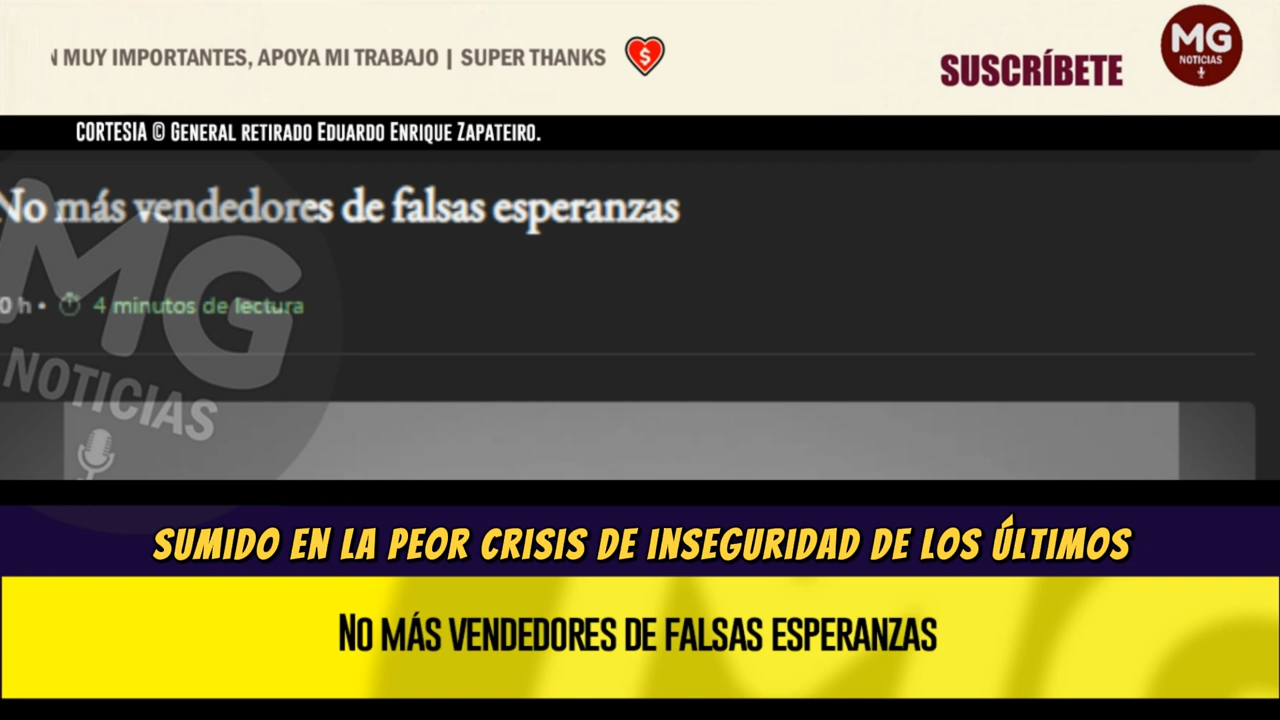 N MUY IMPORTANTES, APOYA MI TRABAJO | SUPER THANKS
SUSCRÍBETE
MG
NOTICIAS
CORTESIA © GENERAL RETIRADO EDUARDO ENRIQUE ZAPATEIRO.
No más vendedores de falsas esperanzas
0 h • 4 minutos de lectura
MG
NOTICIAS
SUMIDO EN LA PEOR CRISIS DE INSEGURIDAD DE LOS ÚLTIMOS
NO MÁS VENDEDORES DE FALSAS ESPERANZAS